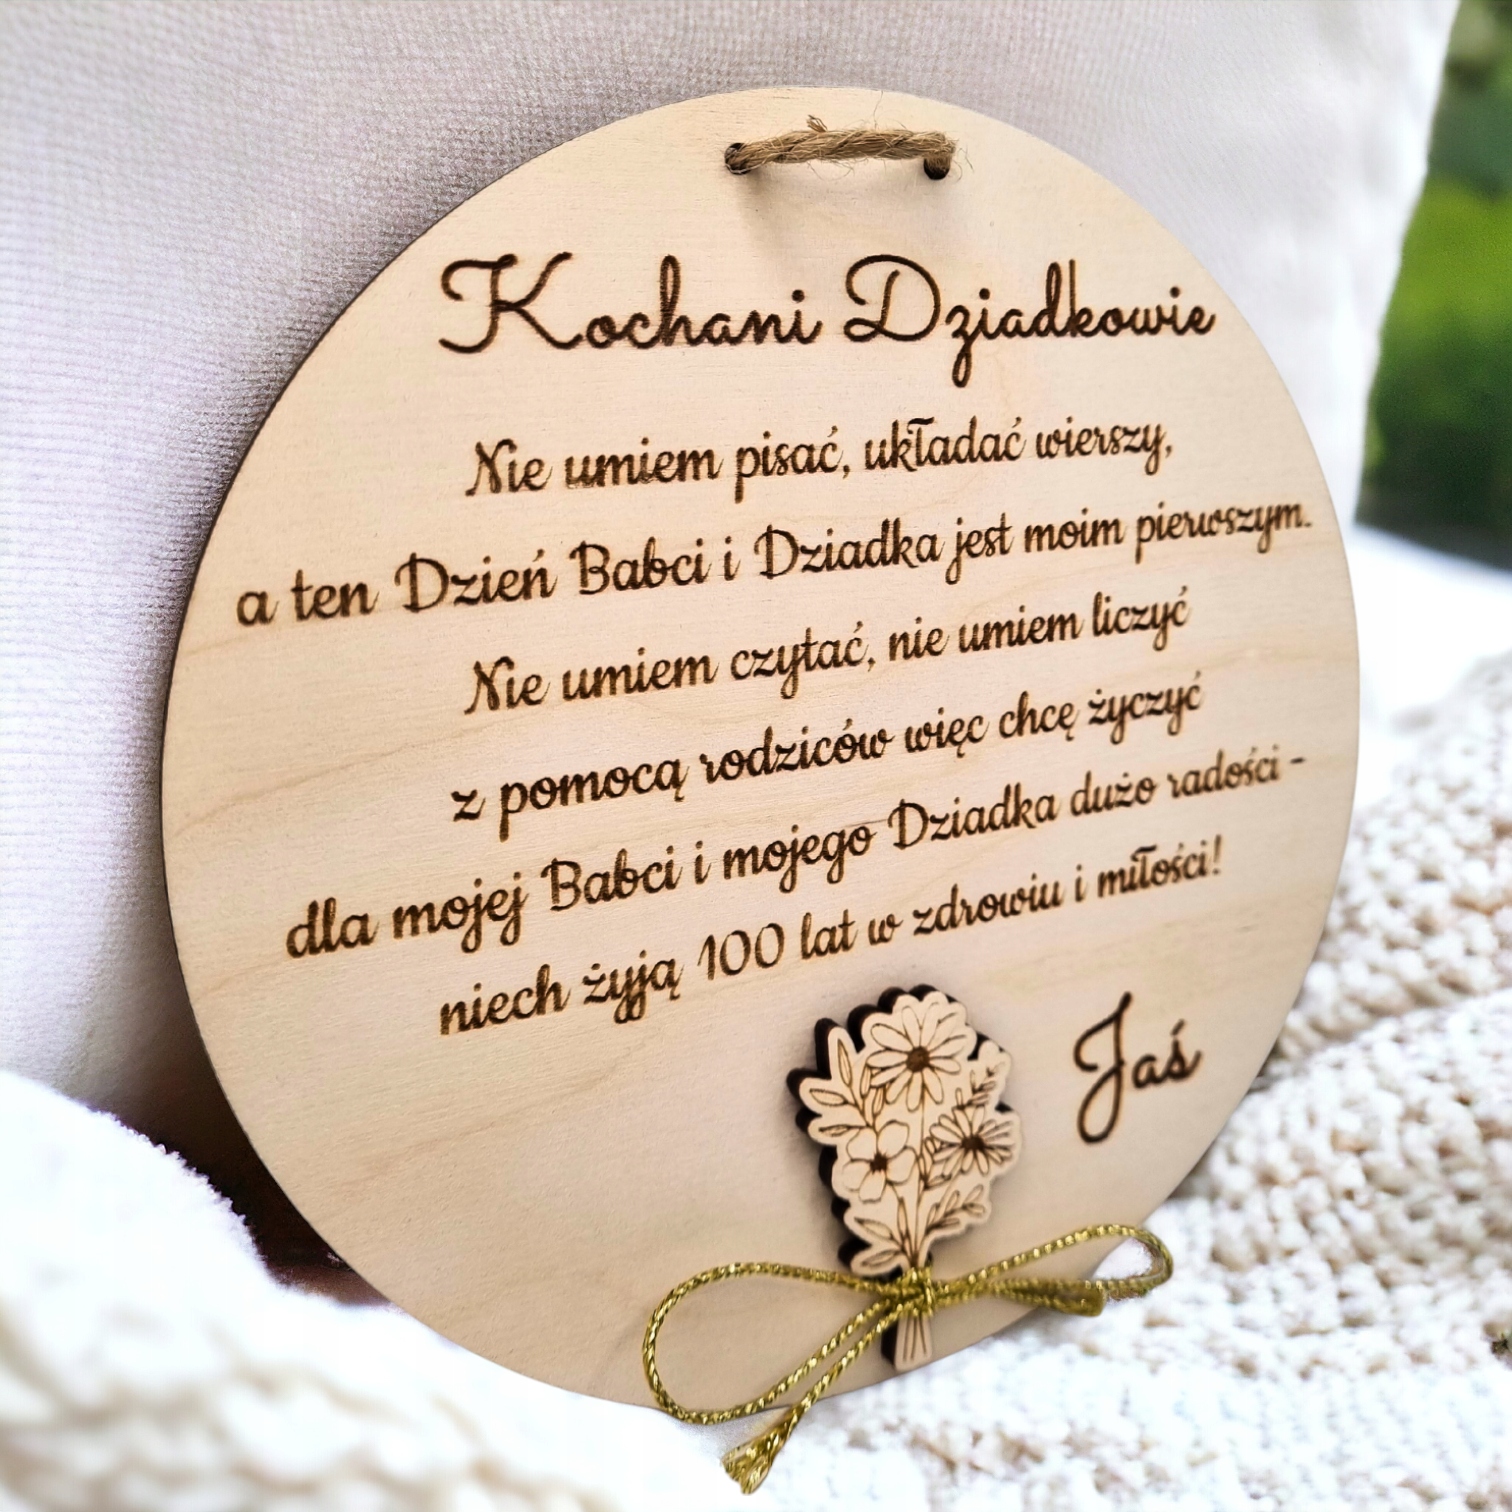 Kochani Dziadkowie
Nie umiem pisać, układać wierszy,
a ten Dzień Babci i Dziadka jest moim pierwszym.
Nie umiem czytać, nie umiem liczyć
z pomocą rodziców więc chcę życzyć
dla mojej Babci i mojego Dziadka dużo radości -
niech żyją 100 lat w zdrowiu i miłości!
Jaś